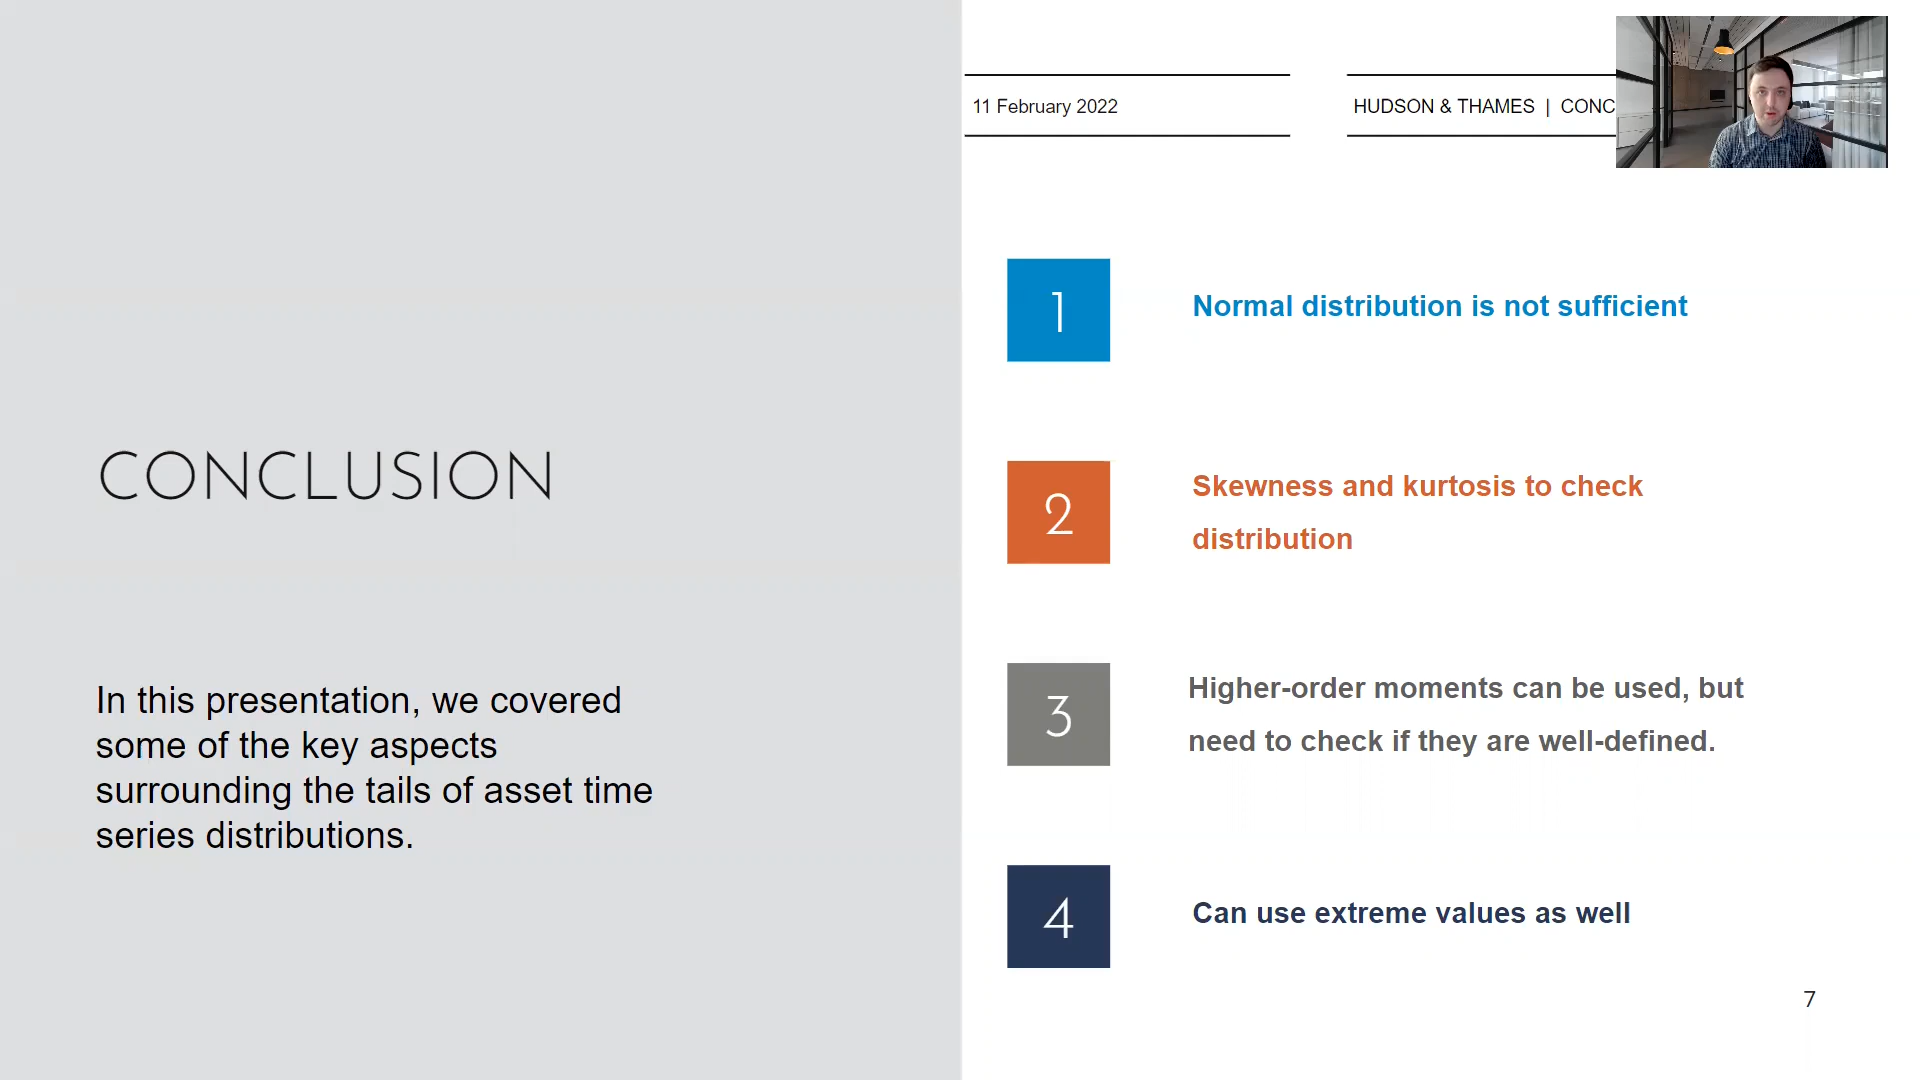 11 February 2022
HUDSON & THAMES | CONC
CONCLUSION
In this presentation, we covered
some of the key aspects
surrounding the tails of asset time
series distributions.
1
Normal distribution is not sufficient
2
Skewness and kurtosis to check
distribution
3
Higher-order moments can be used, but
need to check if they are well-defined.
4
Can use extreme values as well
7